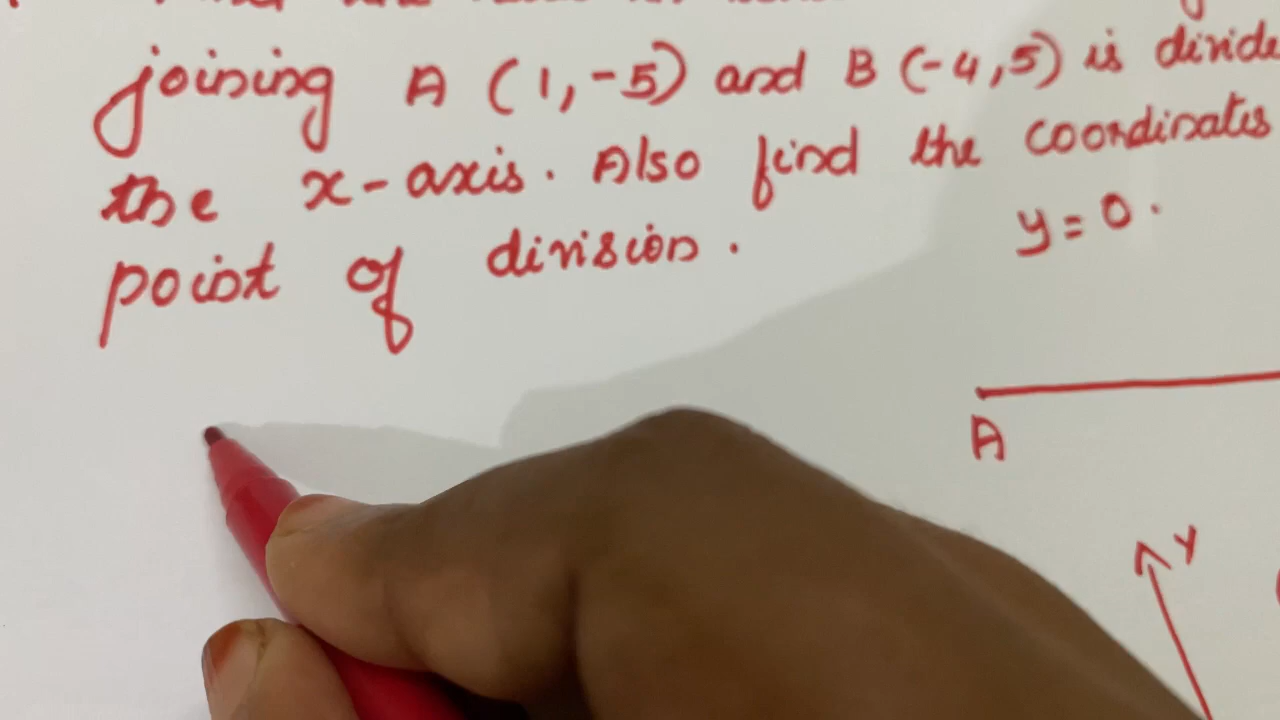 joining A (1,-5) and B (-4,5) is divide
the x-axis. Also find the coordinates
point of division.
y=0.
A
Y